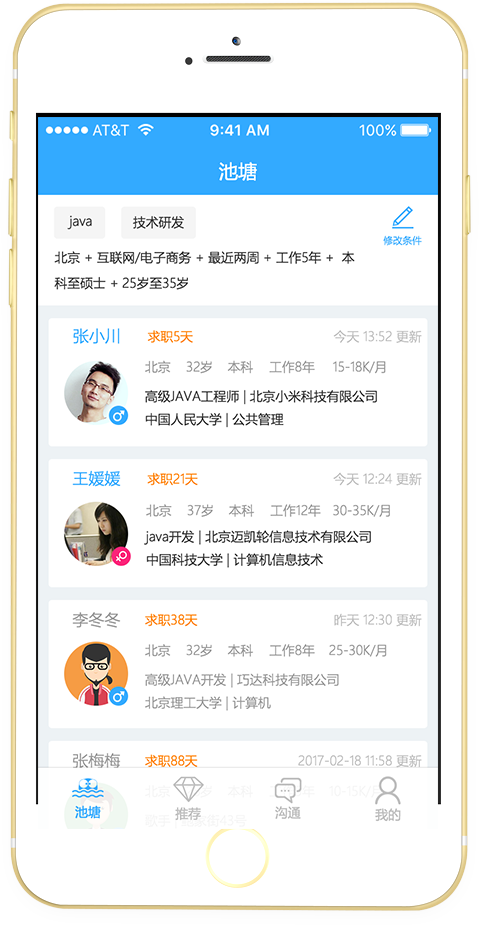 AT&T 9:41 AM 100%
池塘
java 技术研发
修改条件
北京 + 互联网/电子商务 + 最近两周 + 工作5年 + 本
科至硕士 + 25岁至35岁
张小川 求职5天 今天 13:52 更新
北京 32岁 本科 工作8年 15-18K/月
高级JAVA工程师 | 北京小米科技有限公司
中国人民大学 | 公共管理
王媛媛 求职21天 今天 12:24 更新
北京 37岁 本科 工作12年 30-35K/月
java开发 | 北京迈凯轮信息技术有限公司
中国科技大学 | 计算机信息技术
李冬冬 求职38天 昨天 12:30 更新
北京 32岁 本科 工作8年 25-30K/月
高级JAVA开发 | 巧达科技有限公司
北京理工大学 | 计算机
张梅梅 求职88天 2017-02-18 11:58 更新
10-15K/月
池塘 推荐 沟通 我的